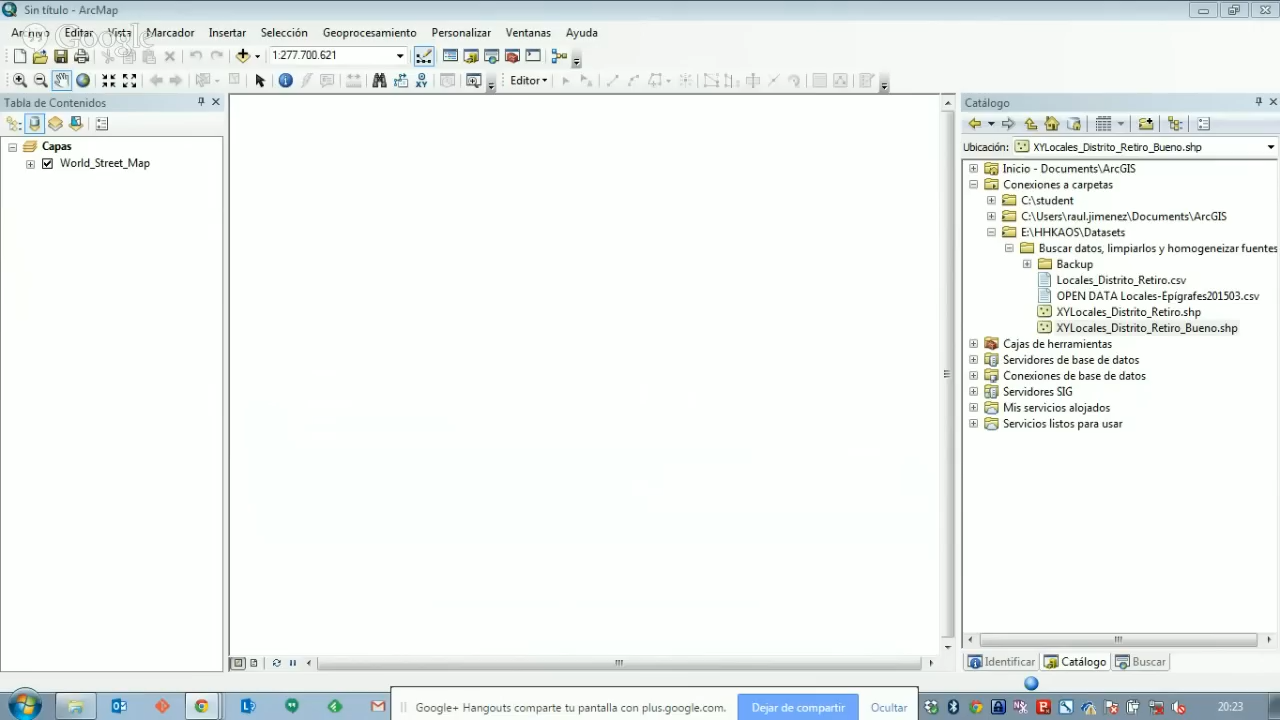 Sin título - ArcMap
Archivo Editar Vista Marcador Insertar Selección Geoprocesamiento Personalizar Ventanas Ayuda
Google
1:277.700.621
Editor
Tabla de Contenidos
Catálogo
Capas
World_Street_Map
Ubicación: XYLocales_Distrito_Retiro_Bueno.shp
Inicio - Documents\ArcGIS
Conexiones a carpetas
C:\student
C:\Users\raul.jimenez\Documents\ArcGIS
E:\HHKAOS\Datasets
Buscar datos, limpiarlos y homogeneizar fuentes
Backup
Locales_Distrito_Retiro.csv
OPEN DATA Locales-Epígrafes201503.csv
XYLocales_Distrito_Retiro.shp
XYLocales_Distrito_Retiro_Bueno.shp
Cajas de herramientas
Servidores de base de datos
Conexiones de base de datos
Servidores SIG
Mis servicios alojados
Servicios listos para usar
Identificar Catálogo Buscar
Google+ Hangouts comparte tu pantalla con plus.google.com. Dejar de compartir Ocultar
20:23